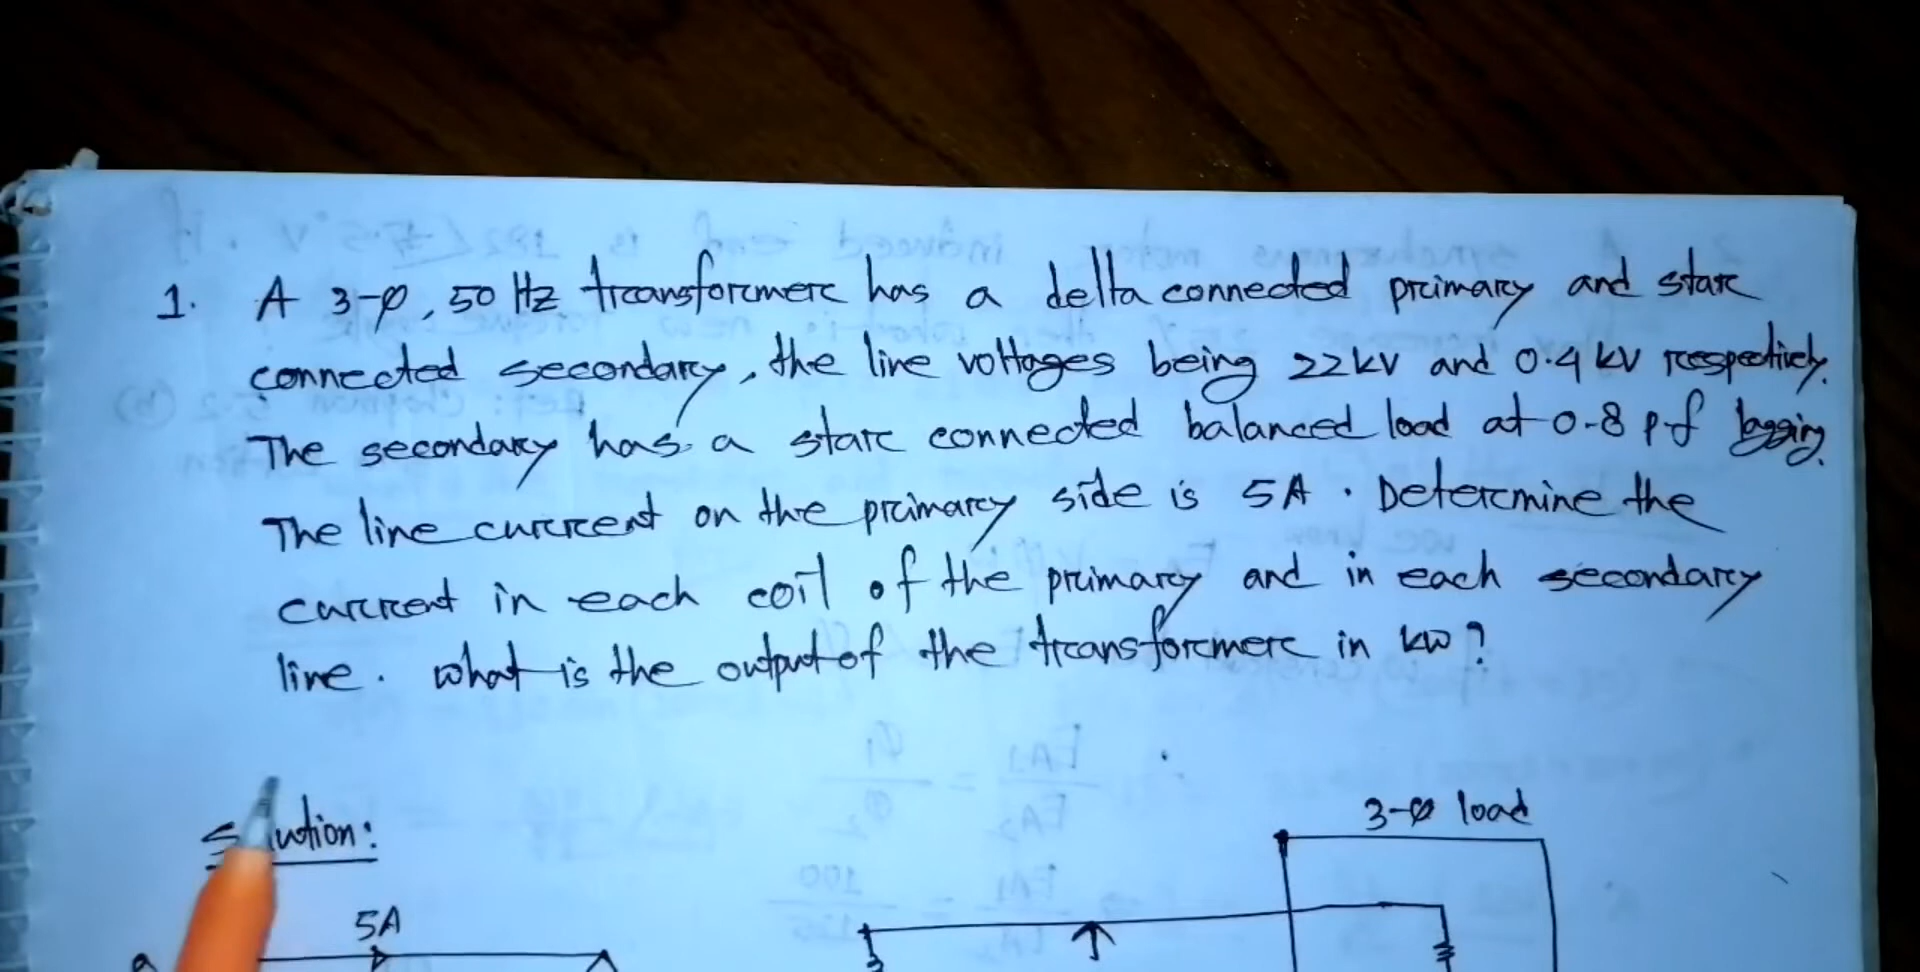 1. A 3-φ, 50 Hz transformer has a delta connected primary and star
connected secondary, the line voltages being 22kV and 0.4kV respectively.
The secondary has a star connected balanced load at 0.8 p.f lagging.
The line current on the primary side is 5A. Determine the
current in each coil of the primary and in each secondary
line. What is the output of the transformer in kw?
3-φ load
Solution:
5A
a